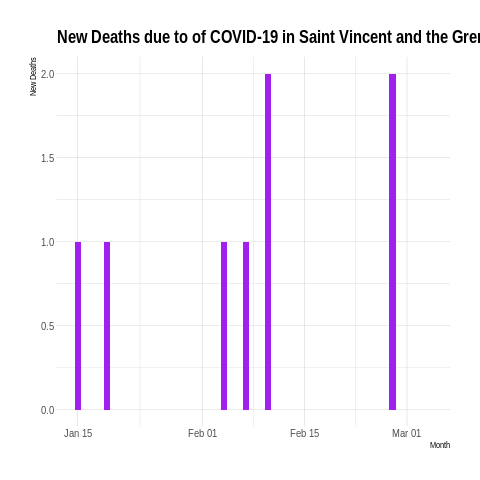 New Deaths due to of COVID-19 in Saint Vincent and the Gre
New Deaths
2.0
1.5
1.0
0.5
0.0
Jan 15
Feb 01
Feb 15
Mar 01
Month